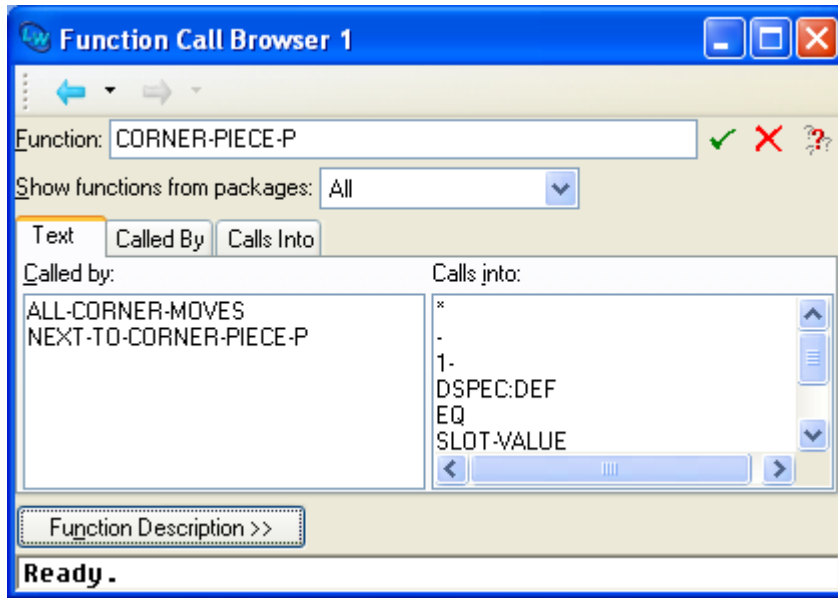 Function Call Browser 1
Function: CORNER-PIECE-P
Show functions from packages: All
Text Called By Calls Into
Called by:
ALL-CORNER-MOVES
NEXT-TO-CORNER-PIECE-P
Calls into:
*
-
1-
DSPEC:DEF
EQ
SLOT-VALUE
Function Description >>
Ready.